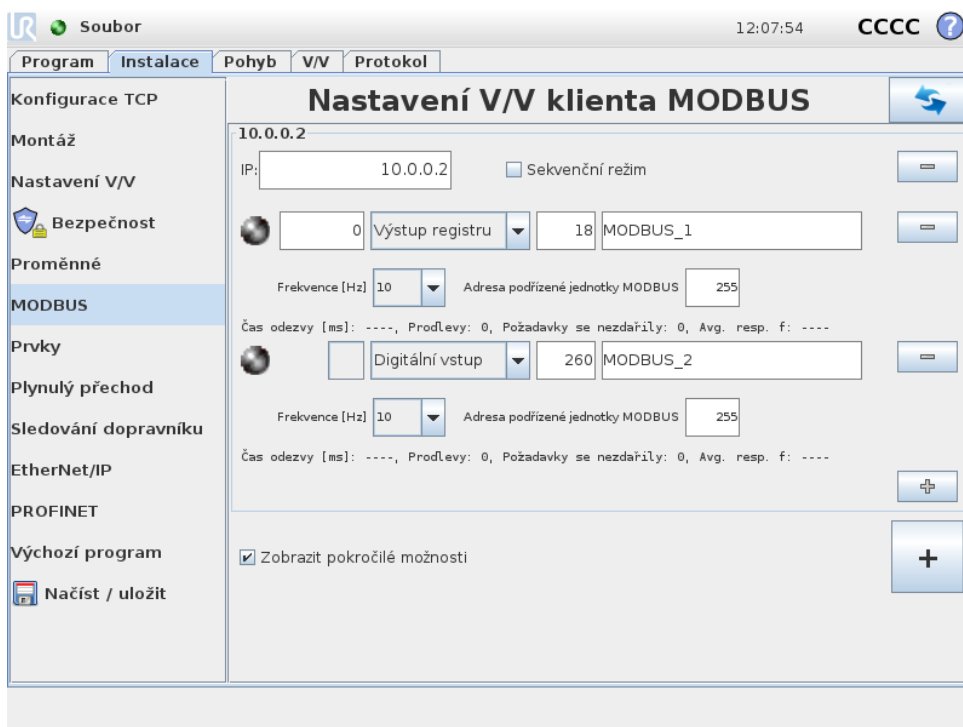 UR Soubor 12:07:54 CCCC ?
Program Instalace Pohyb V/V Protokol
Konfigurace TCP
Montáž
Nastavení V/V
Bezpečnost
Proměnné
MODBUS
Prvky
Plynulý přechod
Sledování dopravníku
EtherNet/IP
PROFINET
Výchozí program
Načíst / uložit
Nastavení V/V klienta MODBUS
10.0.0.2
IP: 10.0.0.2 Sekvenční režim
0 Výstup registru 18 MODBUS_1
Frekvence [Hz] 10 Adresa podřízené jednotky MODBUS 255
Čas odezvy [ms]: ----, Prodlevy: 0, Požadavky se nezdařily: 0, Avg. resp. f: ----
Digitální vstup 260 MODBUS_2
Frekvence [Hz] 10 Adresa podřízené jednotky MODBUS 255
Čas odezvy [ms]: ----, Prodlevy: 0, Požadavky se nezdařily: 0, Avg. resp. f: ----
Zobrazit pokročilé možnosti